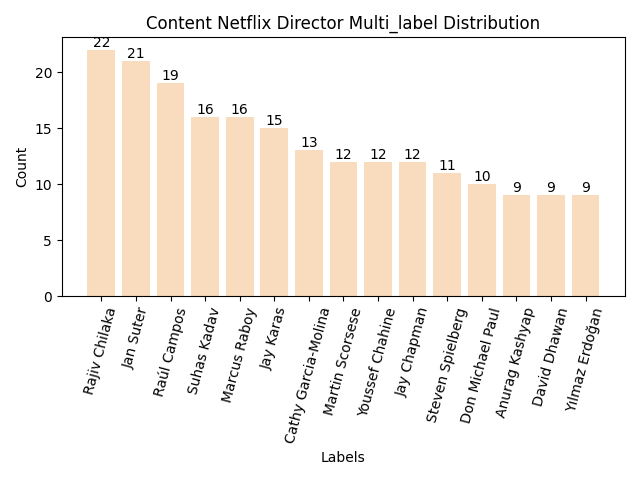 Content Netflix Director Multi_label Distribution
Count
20
15
10
5
0
22
21
19
16
16
15
13
12
12
12
11
10
9
9
9
Rajiv Chilaka
Jan Suter
Raúl Campos
Suhas Kadav
Marcus Raboy
Jay Karas
Cathy Garcia-Molina
Martin Scorsese
Youssef Chahine
Jay Chapman
Steven Spielberg
Don Michael Paul
Anurag Kashyap
David Dhawan
Yılmaz Erdoğan
Labels